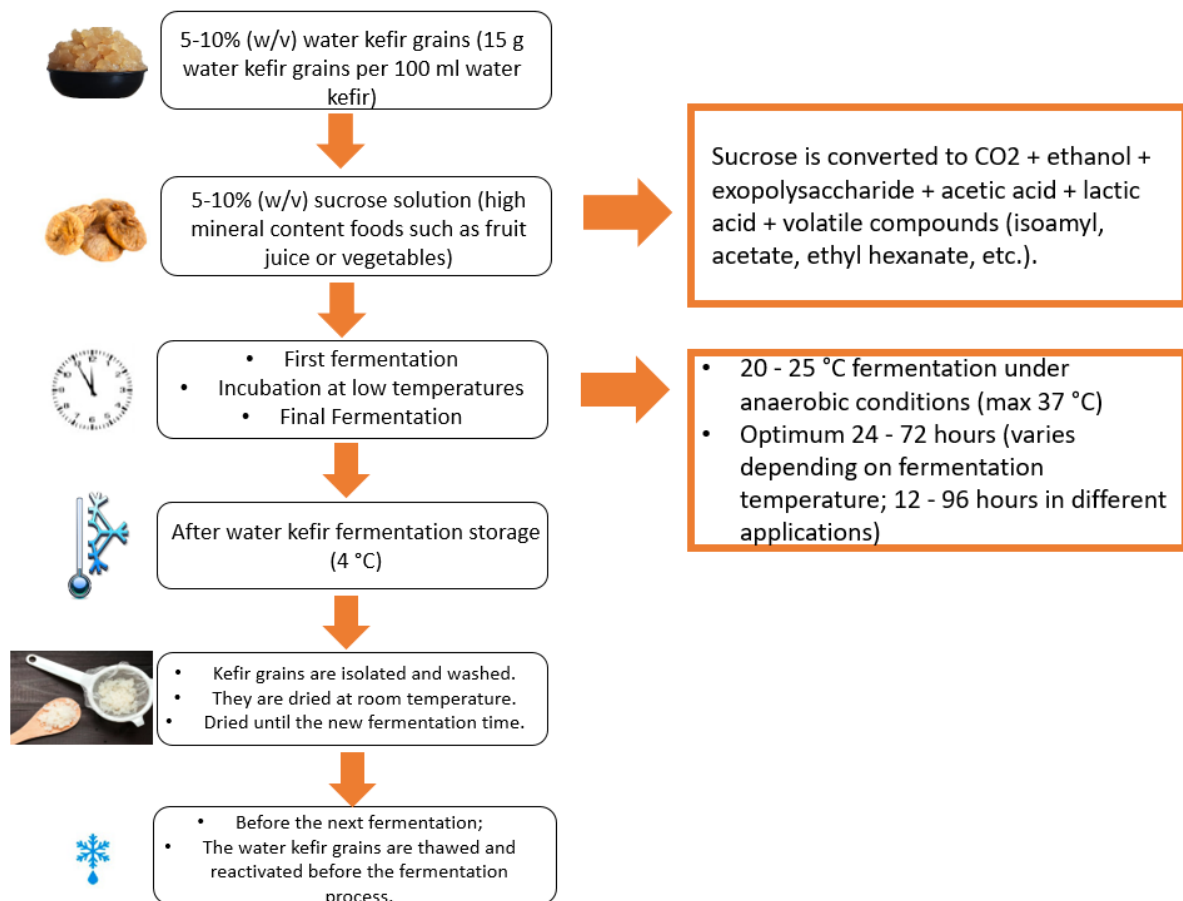 5-10% (w/v) water kefir grains (15 g
water kefir grains per 100 ml water
kefir)
5-10% (w/v) sucrose solution (high
mineral content foods such as fruit
juice or vegetables)
Sucrose is converted to CO2 + ethanol +
exopolysaccharide + acetic acid + lactic
acid + volatile compounds (isoamyl,
acetate, ethyl hexanate, etc.).
• First fermentation
• Incubation at low temperatures
• Final Fermentation
• 20 - 25 °C fermentation under
anaerobic conditions (max 37 °C)
• Optimum 24 - 72 hours (varies
depending on fermentation
temperature; 12 - 96 hours in different
applications)
After water kefir fermentation storage
(4 °C)
• Kefir grains are isolated and washed.
• They are dried at room temperature.
• Dried until the new fermentation time.
• Before the next fermentation;
• The water kefir grains are thawed and
reactivated before the fermentation
process.